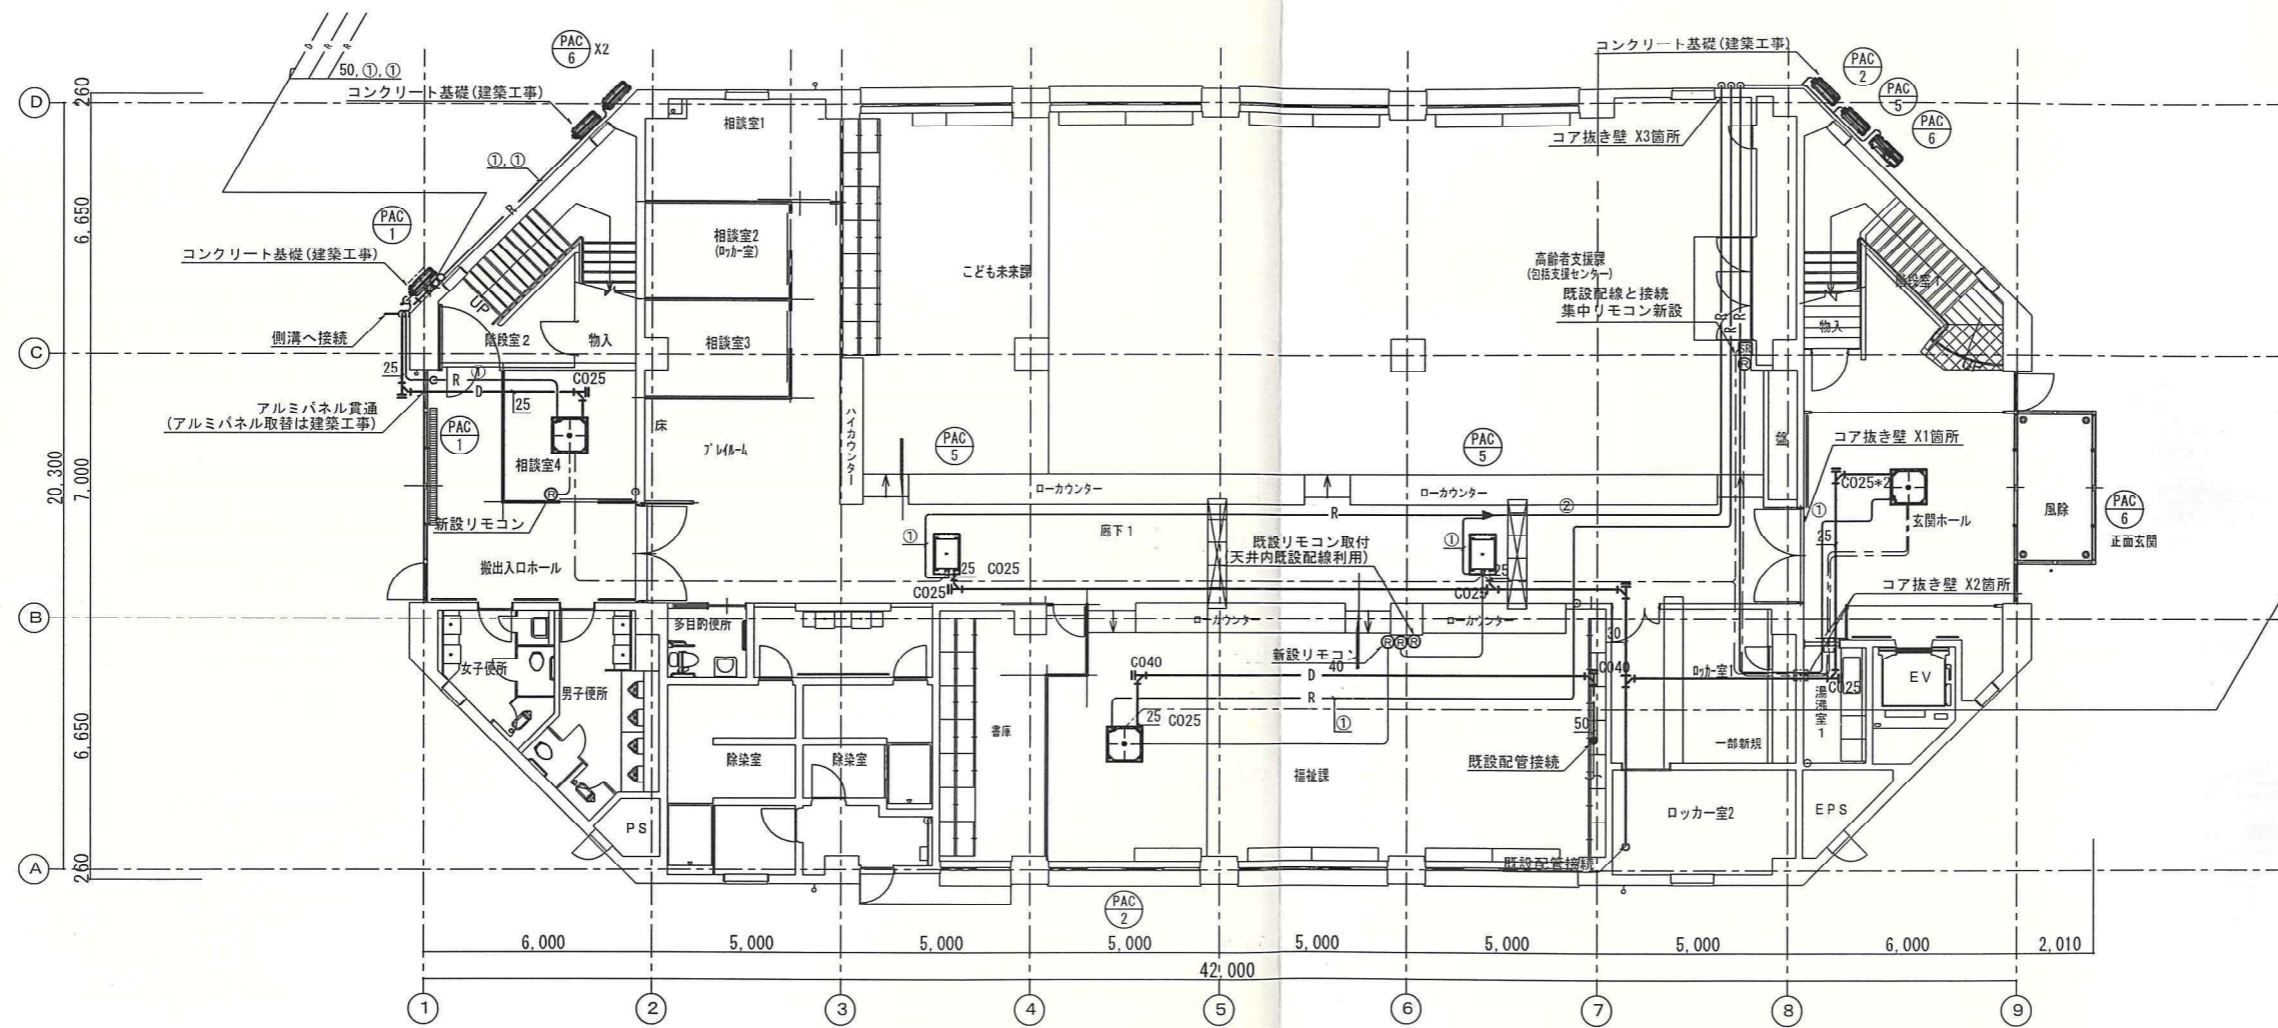 PAC
6
X2
50,①,①
コンクリート基礎(建築工事)
コンクリート基礎(建築工事)
PAC
2
PAC
5
PAC
6
D
260
相談室1
コア抜き壁 X3箇所
①,①
R
PAC
1
6,650
相談室2
(ロッカー室)
コンクリート基礎(建築工事)
こども未来課
高齢者支援課
(包括支援センター)
既設配線と接続
集中リモコン新設
階段室1
UP
側溝へ接続
階段室2
物入
相談室3
物入
C
R
R
R
SR
R
25
R
①
CO25
D
25
アルミパネル貫通
(アルミパネル取替は建築工事)
PAC
1
相談室4
R
床
プレイルーム
ハイカウンター
PAC
5
PAC
5
盤
コア抜き壁 X1箇所
20,300
7,000
ローカウンター
ローカウンター
CO25*2
①
25
玄関ホール
風除
PAC
6
正面玄関
新設リモコン
R
②
廊下1
①
①
既設リモコン取付
(天井内既設配線利用)
搬出入口ホール
25
CO25
CO25
25
CO25
コア抜き壁 X2箇所
B
多目的便所
ローカウンター
ローカウンター
30
女子便所
男子便所
新設リモコン
R
R
R
CO40
D
40
CO40
ロッカー室1
CO25
EV
湯沸室1
R
①
25
CO25
書庫
50
6,650
除染室
除染室
福祉課
既設配管接続
一部新規
PS
ロッカー室2
EPS
既設配管接続
A
260
PAC
2
6,000
5,000
5,000
5,000
5,000
5,000
5,000
6,000
2,010
42,000
1
2
3
4
5
6
7
8
9